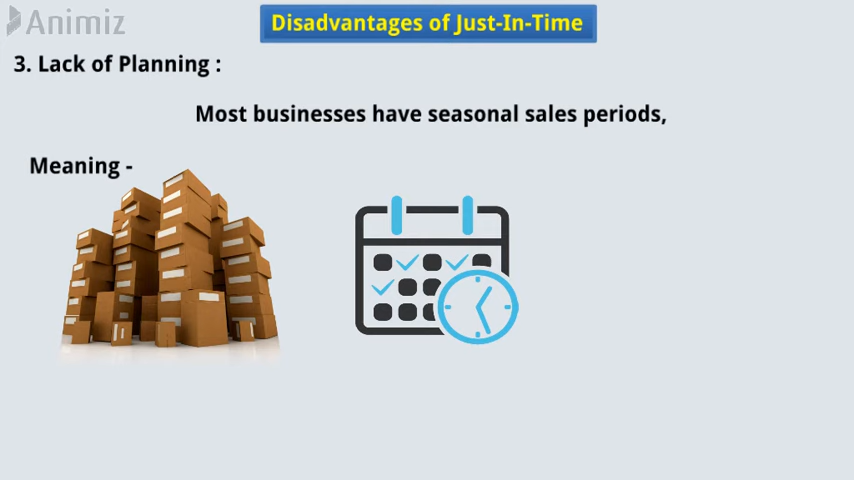 Animiz
Disadvantages of Just-In-Time
3. Lack of Planning :
Most businesses have seasonal sales periods,
Meaning -